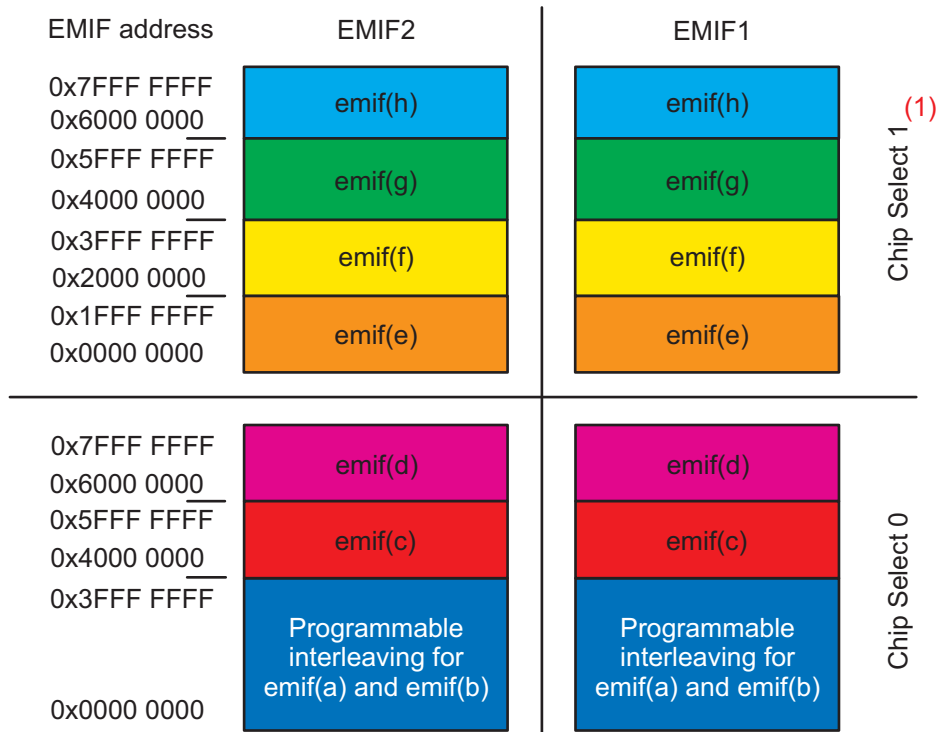 EMIF address EMIF2 EMIF1
0x7FFF FFFF
0x6000 0000
emif(h) emif(h)
0x5FFF FFFF
0x4000 0000
emif(g) emif(g)
0x3FFF FFFF
0x2000 0000
emif(f) emif(f)
0x1FFF FFFF
0x0000 0000
emif(e) emif(e)
Chip Select 1 (1)
0x7FFF FFFF
0x6000 0000
emif(d) emif(d)
0x5FFF FFFF
0x4000 0000
emif(c) emif(c)
0x3FFF FFFF
Programmable Programmable
interleaving for interleaving for
emif(a) and emif(b) emif(a) and emif(b)
0x0000 0000
Chip Select 0